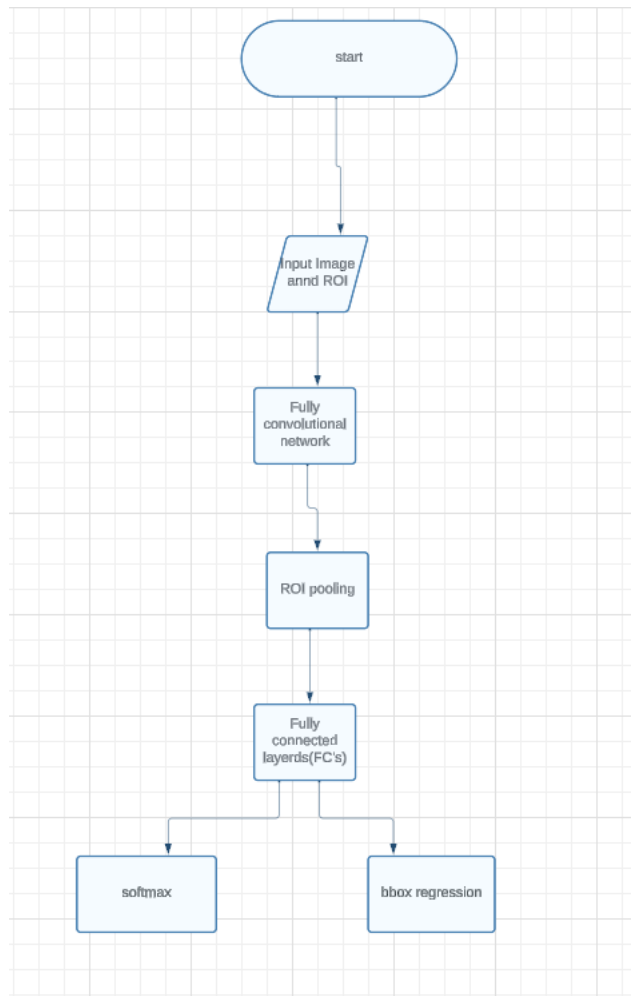 start
Input Image
annd ROI
Fully
convolutional
network
ROI pooling
Fully
connected
layerds(FC's)
softmax
bbox regression